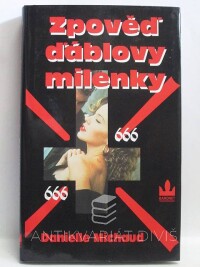 Zpověď
ďáblovy
milenky
666
666
ANTIKVARIÁT DIVIŠ
Danielle Michaud